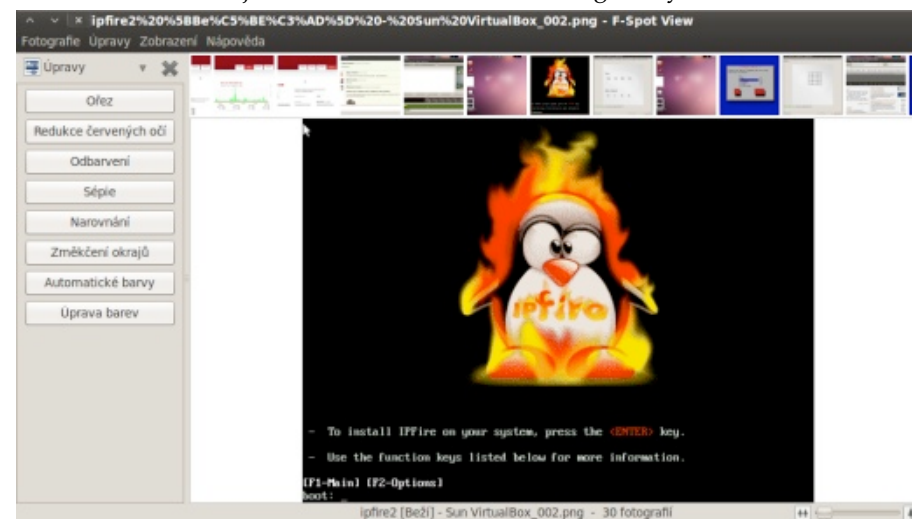 ipfire2%20%5BBe%C5%BE%C3%AD%5D%20-%20Sun%20VirtualBox_002.png - F-Spot View
Fotografie Úpravy Zobrazení Nápověda
Úpravy
Ořez
Redukce červených očí
Odbarvení
Sépie
Narovnání
Změkčení okrajů
Automatické barvy
Úprava barev
ipfire
- To install IPFire on your system, press the <ENTER> key.
- Use the function keys listed below for more information.
[F1-Main] [F2-Options]
boot: _
ipfire2 [Beží] - Sun VirtualBox_002.png - 30 fotografií